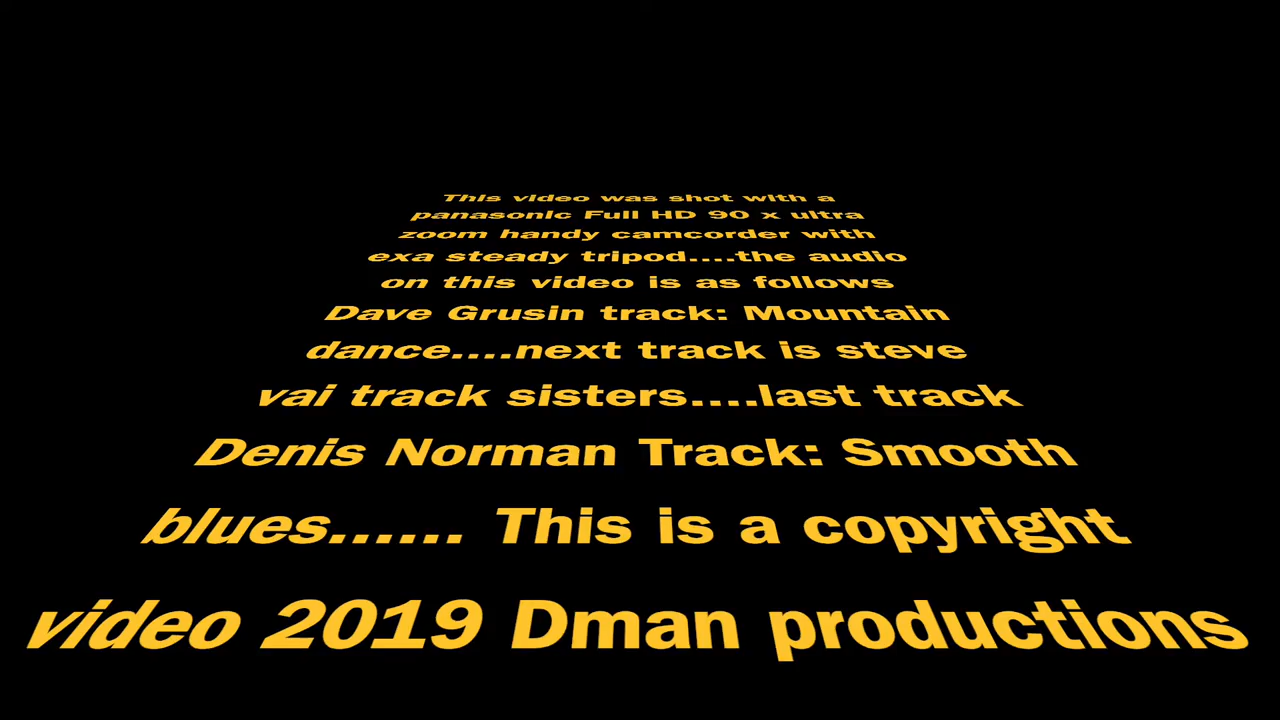 This video was shot with a
panasonic Full HD 90 x ultra
zoom handy camcorder with
exa steady tripod....the audio
on this video is as follows
Dave Grusin track: Mountain
dance....next track is steve
vai track sisters....last track
Denis Norman Track: Smooth
blues...... This is a copyright
video 2019 Dman productions